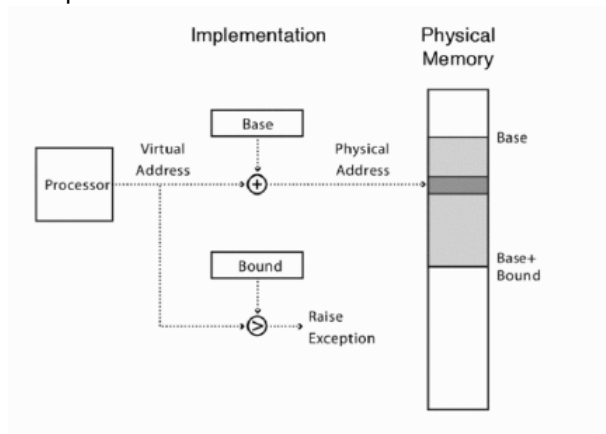 Implementation
Physical
Memory
Base
Base
Virtual
Address
Physical
Address
Processor
+
Bound
Base+
Bound
>
Raise
Exception